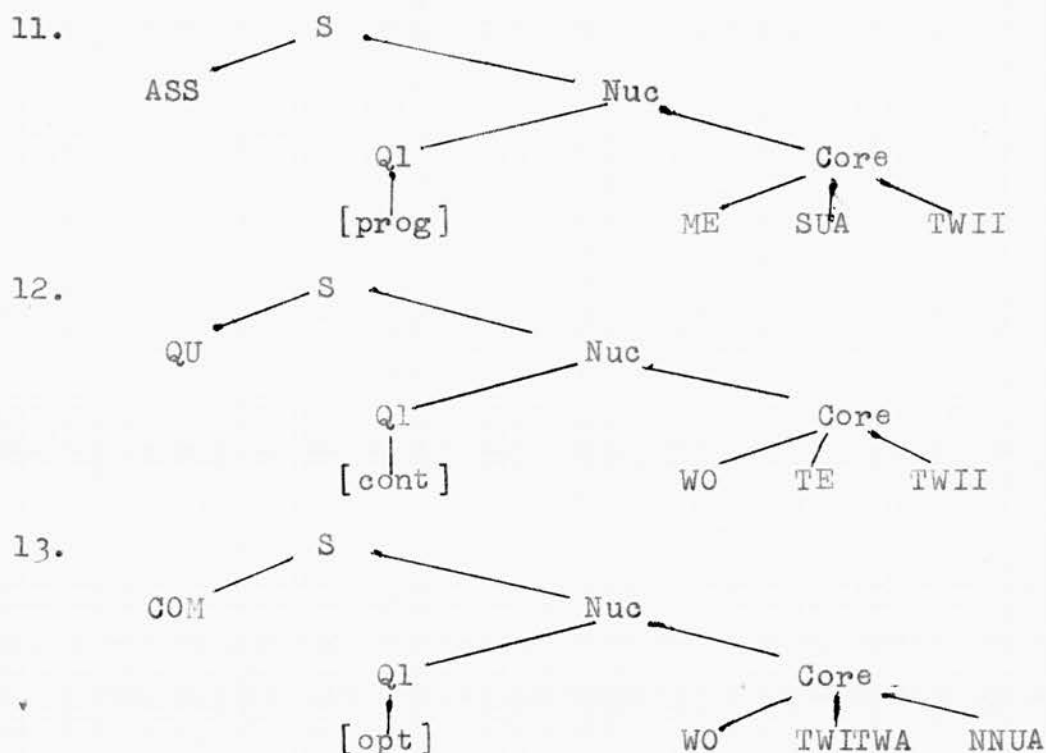 11. S
ASS Nuc
Ql Core
[prog] ME SUA TWII
12. S
QU Nuc
Ql Core
[cont] WO TE TWII
13. S
COM Nuc
Ql Core
[opt] WO TWITWA NNUA